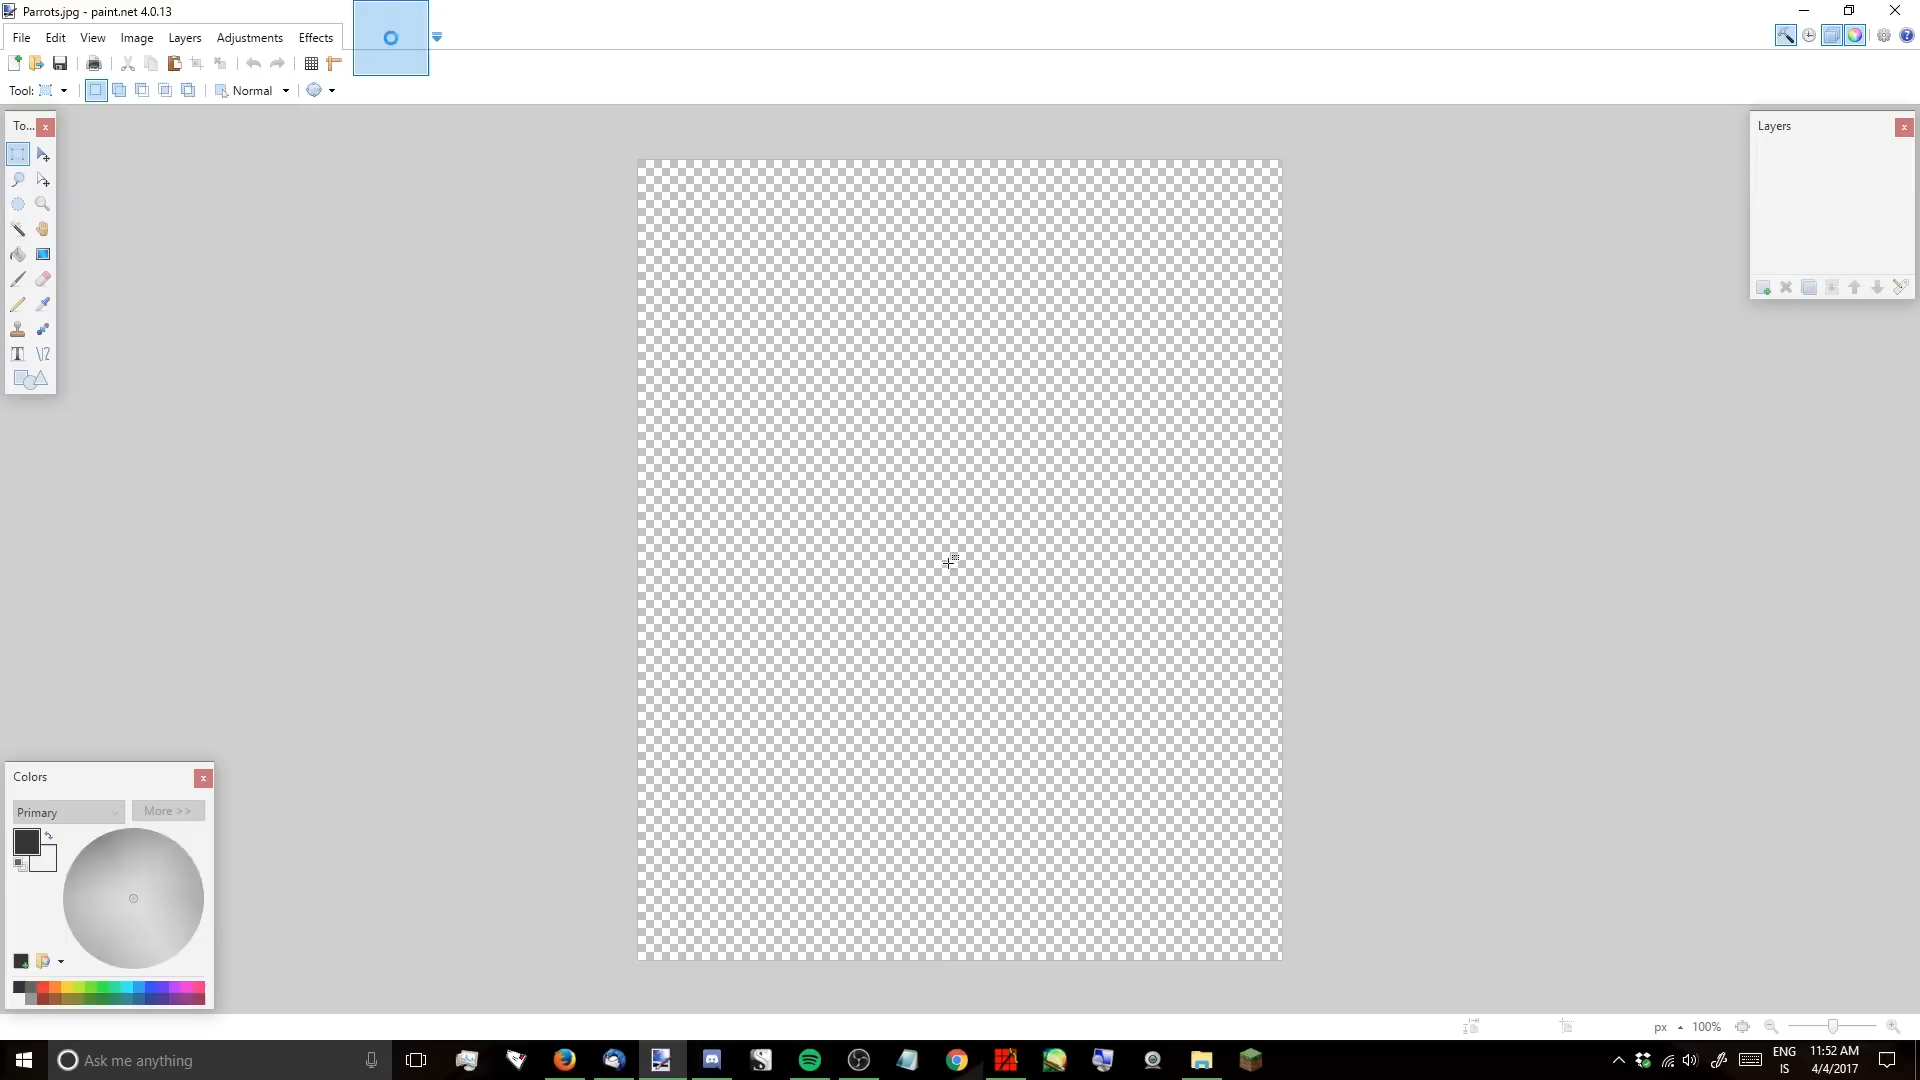 Parrots.jpg - paint.net 4.0.13
File Edit View Image Layers Adjustments Effects
Tool: Normal
To...
Layers
Colors
Primary More >>
px 100%
Ask me anything
ENG 11:52 AM
IS 4/4/2017